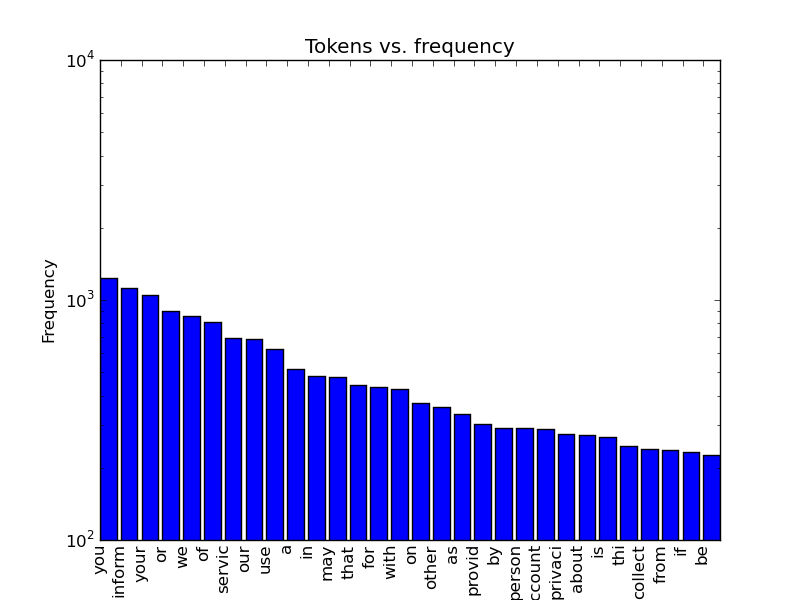 Tokens vs. frequency
10^4
10^3
10^2
Frequency
you
inform
your
or
we
of
servic
our
use
a
in
may
that
for
with
on
other
as
provid
by
person
ccount
privaci
about
is
thi
collect
from
if
be